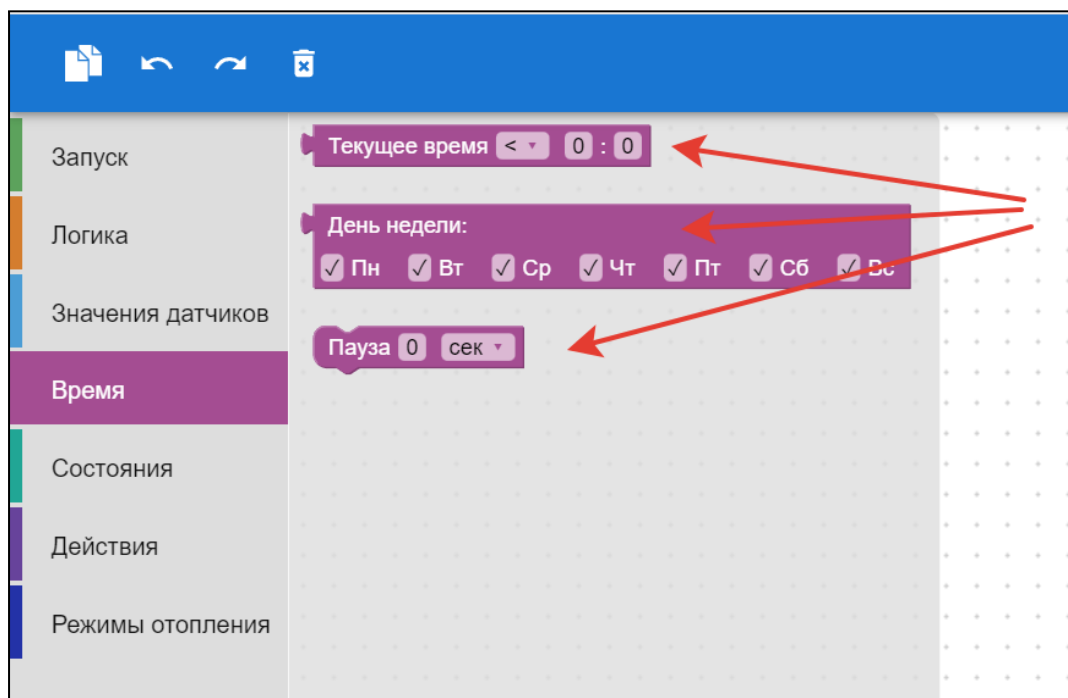 Запуск
Логика
Значения датчиков
Время
Состояния
Действия
Режимы отопления
Текущее время < 0 : 0
День недели:
Пн Вт Ср Чт Пт Сб Вс
Пауза 0 сек